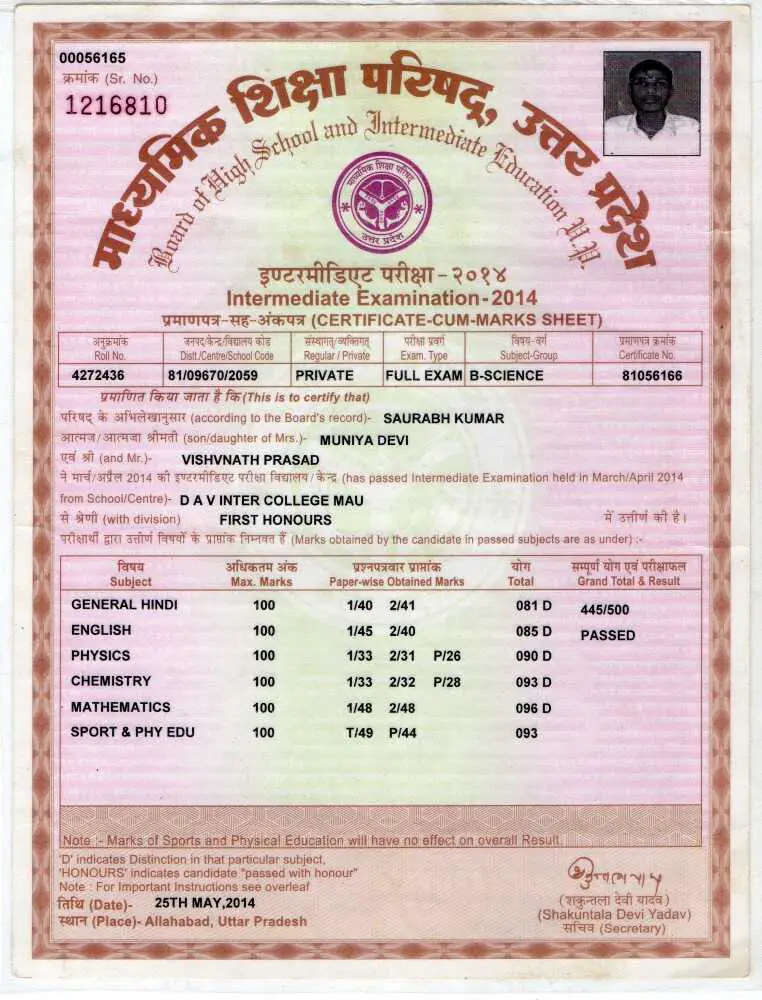 00056165
क्रमांक (Sr. No.)
1216810
माध्यमिक शिक्षा परिषद्, उत्तर प्रदेश
Board of High School and Intermediate Education U.P.
माध्यमिक शिक्षा परिषद्
उत्तर प्रदेश
इण्टरमीडिएट परीक्षा - २०१४
Intermediate Examination - 2014
प्रमाणपत्र-सह-अंकपत्र (CERTIFICATE-CUM-MARKS SHEET)
अनुक्रमांक जनपद/केन्द्र/विद्यालय कोड संस्थागत्/व्यक्तिगत् परीक्षा प्रवर्ग विषय-वर्ग प्रमाणपत्र क्रमांक
Roll No. Distt./Centre/School Code Regular / Private Exam. Type Subject-Group Certificate No.
4272436 81/09670/2059 PRIVATE FULL EXAM B-SCIENCE 81056166
प्रमाणित किया जाता है कि (This is to certify that)
परिषद् के अभिलेखानुसार (according to the Board's record)- SAURABH KUMAR
आत्मज/आत्मजा श्रीमती (son/daughter of Mrs.)- MUNIYA DEVI
एवं श्री (and Mr.)- VISHVNATH PRASAD
ने मार्च/अप्रैल 2014 की इण्टरमीडिएट परीक्षा विद्यालय/केन्द्र (has passed Intermediate Examination held in March/April 2014
from School/Centre)- D A V INTER COLLEGE MAU
से श्रेणी (with division) FIRST HONOURS में उत्तीर्ण की है।
परीक्षार्थी द्वारा उत्तीर्ण विषयों के प्राप्तांक निम्नवत हैं (Marks obtained by the candidate in passed subjects are as under) :-
विषय अधिकतम अंक प्रश्नपत्रवार प्राप्तांक योग सम्पूर्ण योग एवं परीक्षाफल
Subject Max. Marks Paper-wise Obtained Marks Total Grand Total & Result
GENERAL HINDI 100 1/40 2/41 081 D 445/500
ENGLISH 100 1/45 2/40 085 D PASSED
PHYSICS 100 1/33 2/31 P/26 090 D
CHEMISTRY 100 1/33 2/32 P/28 093 D
MATHEMATICS 100 1/48 2/48 096 D
SPORT & PHY EDU 100 T/49 P/44 093
Note :- Marks of Sports and Physical Education will have no effect on overall Result.
'D' indicates Distinction in that particular subject,
'HONOURS' indicates candidate "passed with honour"
Note : For Important Instructions see overleaf
तिथि (Date)- 25TH MAY,2014
स्थान (Place)- Allahabad, Uttar Pradesh
(शकुन्तला देवी यादव)
(Shakuntala Devi Yadav)
सचिव (Secretary)